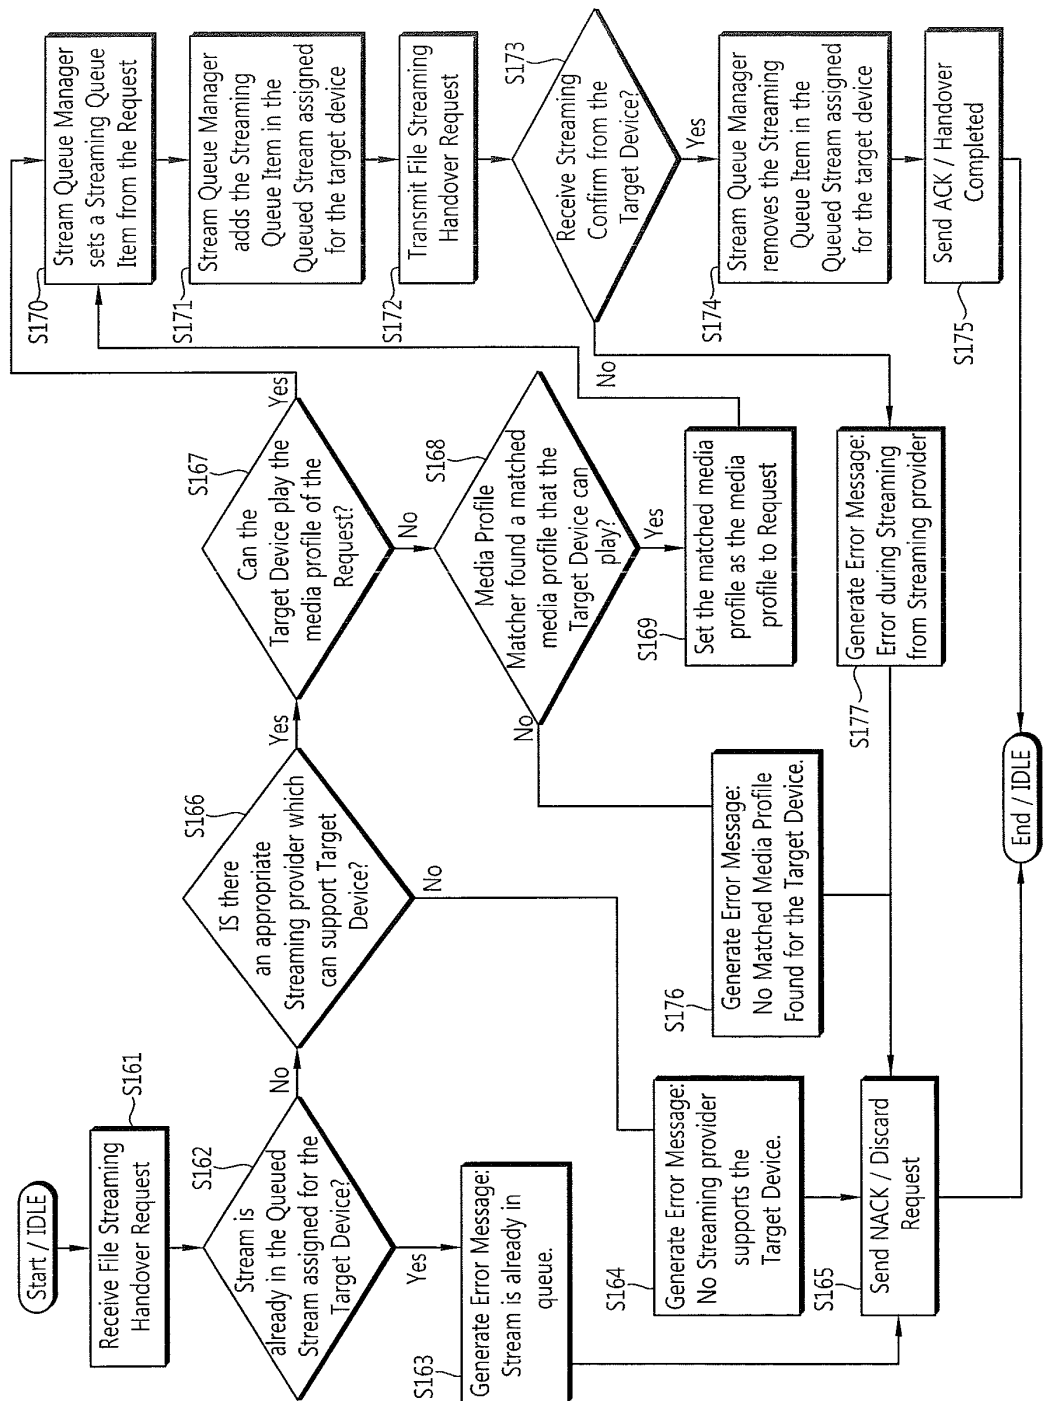 Start / IDLE
S161
Receive File Streaming
Handover Request
S162
Stream is
already in the Queued
Stream assigned for the
Target Device?
No
Yes
S163
Generate Error Message:
Stream is already in
queue.
S166
IS there
an appropriate
Streaming provider which
can support Target
Device?
Yes
No
S164
Generate Error Message:
No Streaming provider
supports the
Target Device.
S165
Send NACK / Discard
Request
S167
Can the
Target Device play the
media profile of the
Request?
Yes
No
S168
Media Profile
Matcher found a matched
media profile that the
Target Device can
play?
No
Yes
S169
Set the matched media
profile as the media
profile to Request
S176
Generate Error Message:
No Matched Media Profile
Found for the Target Device.
S170
Stream Queue Manager
sets a Streaming Queue
Item from the Request
S171
Stream Queue Manager
adds the Streaming
Queue Item in the
Queued Stream assigned
for the target device
S172
Transmit File Streaming
Handover Request
S173
Receive Streaming
Confirm from the
Target Device?
No
Yes
S174
Stream Queue Manager
removes the Streaming
Queue Item in the
Queued Stream assigned
for the target device
S175
Send ACK / Handover
Completed
S177
Generate Error Message:
Error during Streaming
from Streaming provider
End / IDLE